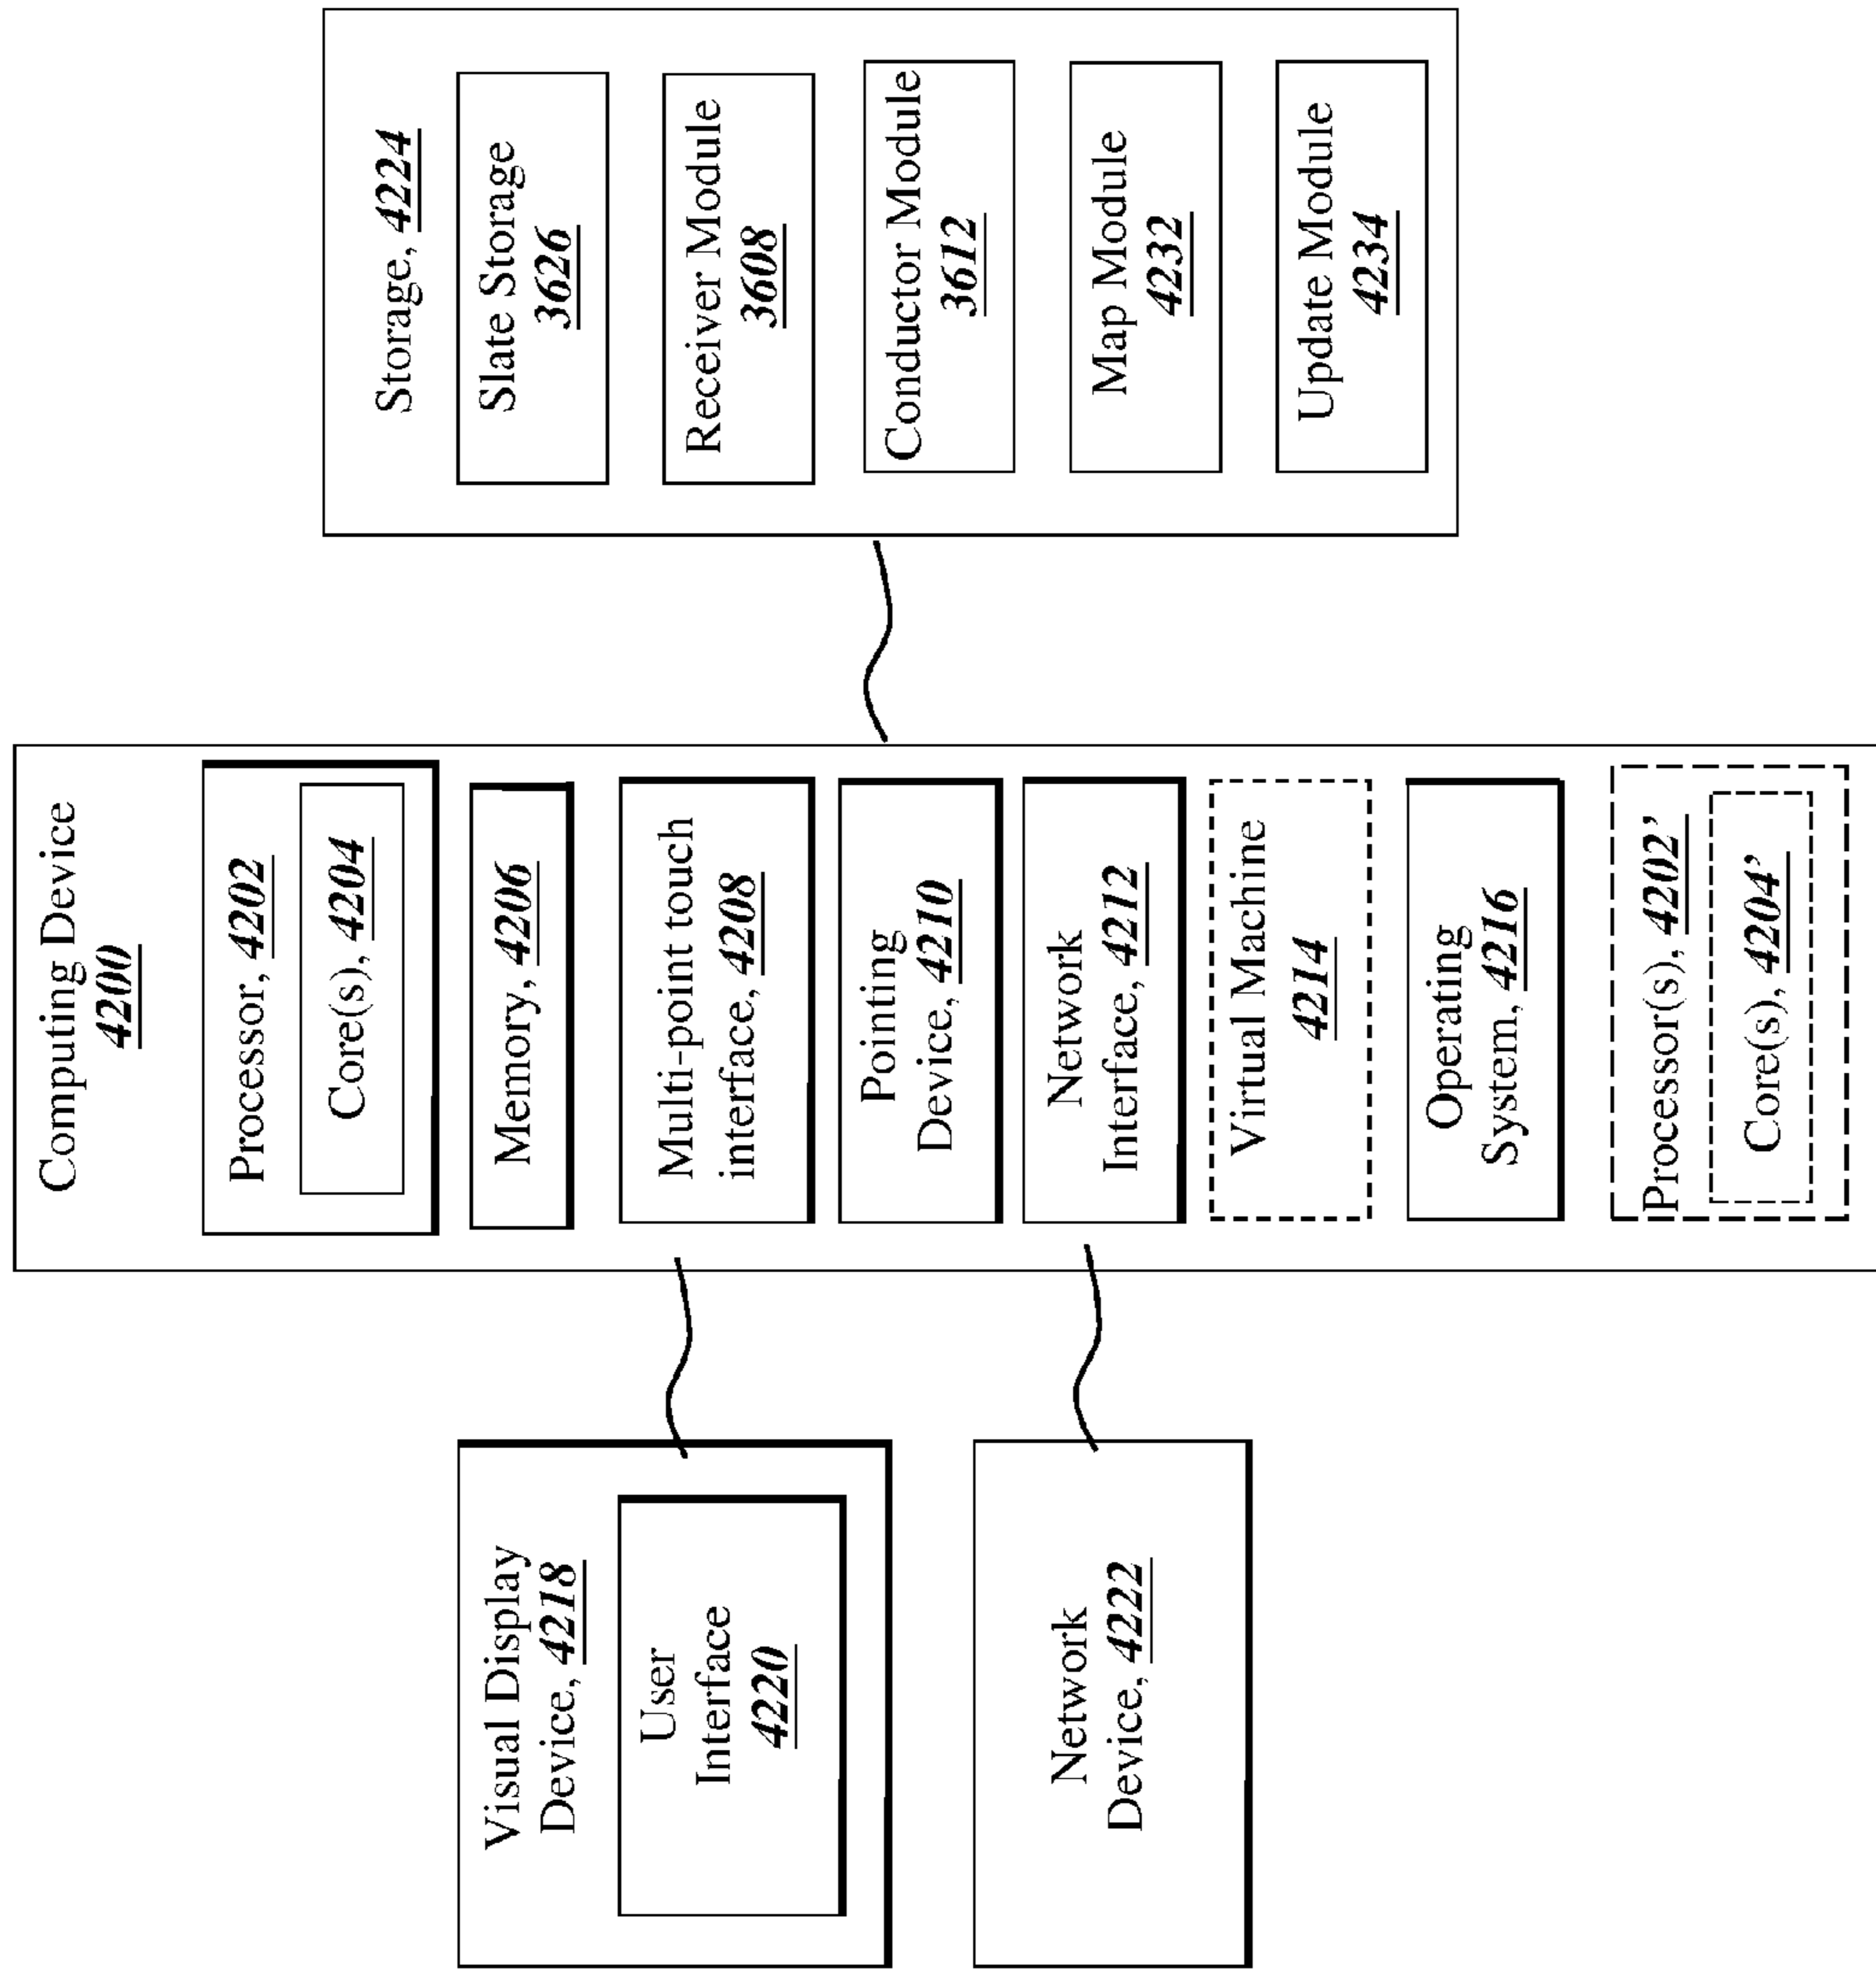 Visual Display
Device, 4218
User
Interface
4220
Network
Device, 4222
Computing Device
4200
Processor, 4202
Core(s), 4204
Memory, 4206
Multi-point touch
interface, 4208
Pointing
Device, 4210
Network
Interface, 4212
Virtual Machine
4214
Operating
System, 4216
Processor(s), 4202’
Core(s), 4204’
Storage, 4224
Slate Storage
3626
Receiver Module
3608
Conductor Module
3612
Map Module
4232
Update Module
4234